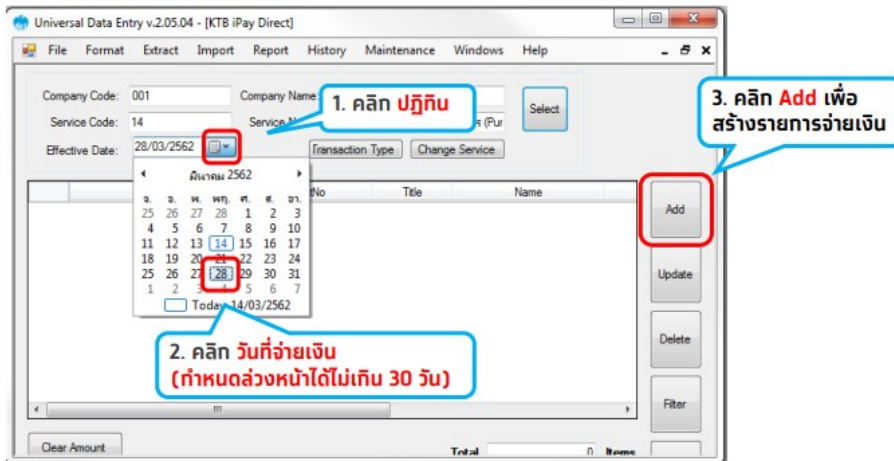 Universal Data Entry v.2.05.04 - [KTB iPay Direct]
File Format Extract Import Report History Maintenance Windows Help
Company Code: 001 Company Name:
Service Code: 14 Service N ร (Pur Select
Effective Date: 28/03/2562 Transaction Type Change Service
1. คลิก ปฏิทิน
3. คลิก Add เพื่อ
สร้างรายการจ่ายเงิน
มีนาคม 2562
จ. อ. พ. พฤ. ศ. ส. อา.
25 26 27 28 1 2 3
4 5 6 7 8 9 10
11 12 13 14 15 16 17
18 19 20 21 22 23 24
25 26 27 28 29 30 31
1 2 3 4 5 6 7
Today: 14/03/2562
tNo Title Name
Add
Update
Delete
Filter
2. คลิก วันที่จ่ายเงิน
(กำหนดล่วงหน้าได้ไม่เกิน 30 วัน)
Clear Amount Total 0 Items